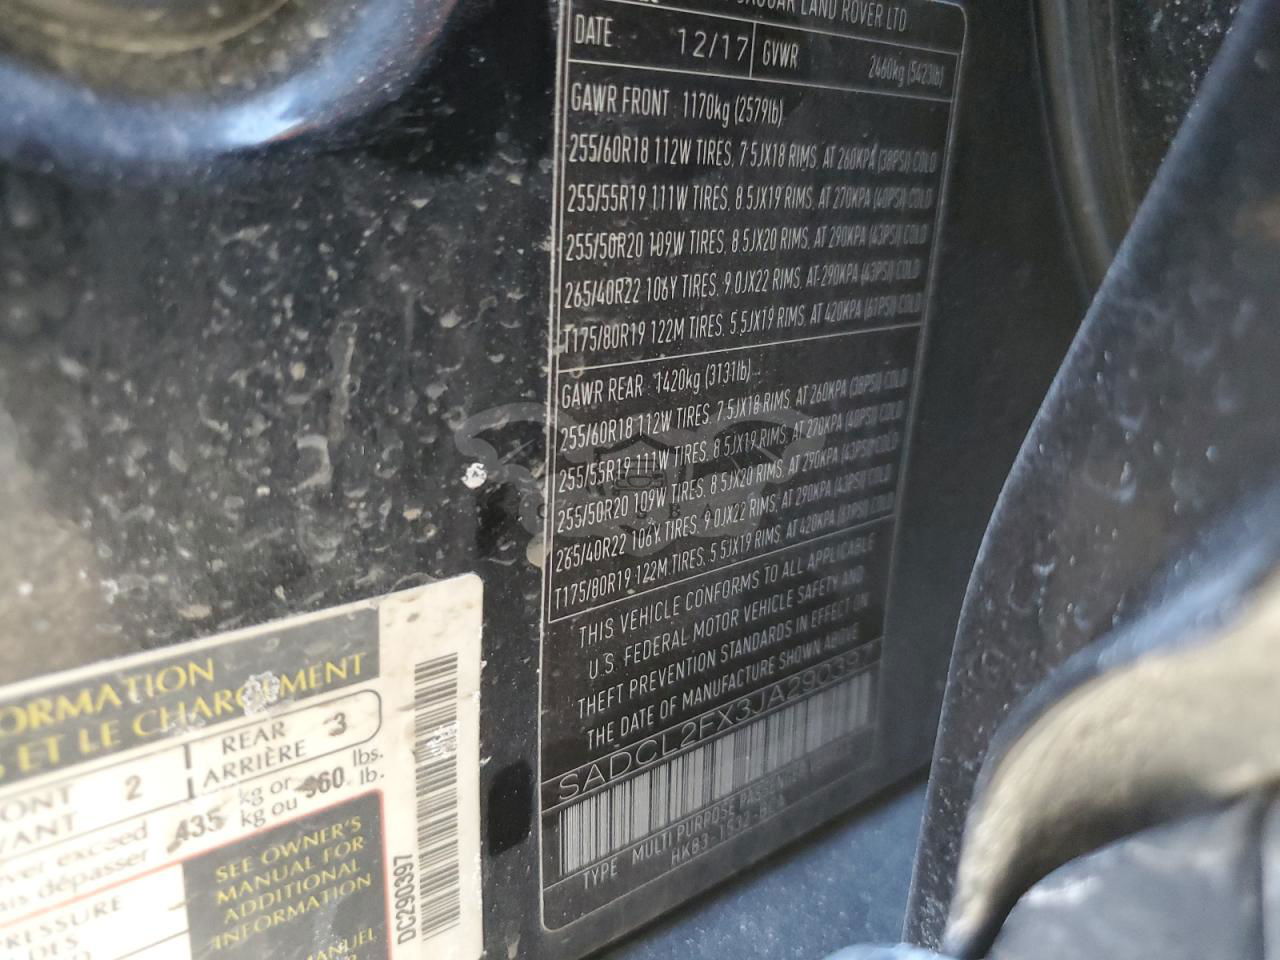 JAGUAR LAND ROVER LTD
DATE 12/17 GVWR 2460kg (5423lb)
GAWR FRONT 1170kg (2579lb)
255/60R18 112W TIRES, 7.5JX18 RIMS, AT 260KPA (38PSI) COLD
255/55R19 111W TIRES, 8.5JX19 RIMS, AT 270KPA (40PSI) COLD
255/50R20 109W TIRES, 8.5JX20 RIMS, AT 290KPA (43PSI) COLD
265/40R22 106Y TIRES, 9.0JX22 RIMS, AT 290KPA (43PSI) COLD
T175/80R19 122M TIRES, 5.5JX19 RIMS, AT 420KPA (61PSI) COLD
GAWR REAR 1420kg (3131lb)
255/60R18 112W TIRES, 7.5JX18 RIMS, AT 260KPA (38PSI) COLD
255/55R19 111W TIRES, 8.5JX19 RIMS, AT 270KPA (40PSI) COLD
255/50R20 109W TIRES, 8.5JX20 RIMS, AT 290KPA (43PSI) COLD
265/40R22 106Y TIRES, 9.0JX22 RIMS, AT 290KPA (43PSI) COLD
T175/80R19 122M TIRES, 5.5JX19 RIMS, AT 420KPA (61PSI) COLD
THIS VEHICLE CONFORMS TO ALL APPLICABLE
U.S. FEDERAL MOTOR VEHICLE SAFETY AND
THEFT PREVENTION STANDARDS IN EFFECT ON
THE DATE OF MANUFACTURE SHOWN ABOVE
SADCL2FX3JA290397
TYPE MULTI PURPOSE PASSENGER
HK83-1532-
ORMATION
ET LE CHARGEMENT
ONT 2 REAR 3
VANT ARRIÈRE
ver exceed 435 kg or 960 lbs.
dépasser kg ou lb.
PRESSURE
DES
SEE OWNER'S
MANUAL FOR
ADDITIONAL
INFORMATION
MANUEL
DC290397